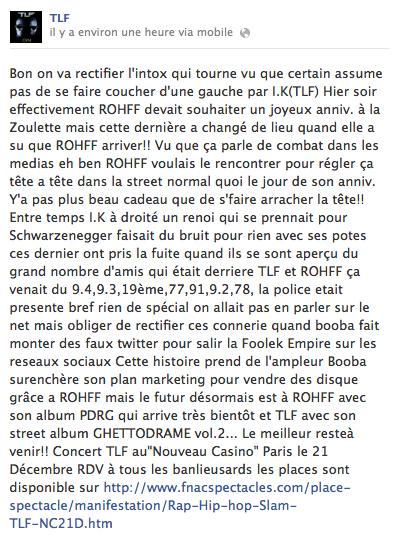 TLF
il y a environ une heure via mobile
Bon on va rectifier l'intox qui tourne vu que certain assume
pas de se faire coucher d'une gauche par I.K(TLF) Hier soir
effectivement ROHFF devait souhaiter un joyeux anniv. à la
Zoulette mais cette dernière a changé de lieu quand elle a
su que ROHFF arriver!! Vu que ça parle de combat dans les
medias eh ben ROHFF voulais le rencontrer pour régler ça
tête a tête dans la street normal quoi le jour de son anniv.
Y'a pas plus beau cadeau que de s'faire arracher la tête!!
Entre temps I.K à droité un renoi qui se prennait pour
Schwarzenegger faisait du bruit pour rien avec ses potes
ces dernier ont pris la fuite quand ils se sont aperçu du
grand nombre d'amis qui était derriere TLF et ROHFF ça
venait du 9.4,9.3,19ème,77,91,9.2,78, la police etait
presente bref rien de spécial on allait pas en parler sur le
net mais obliger de rectifier ces connerie quand booba fait
monter des faux twitter pour salir la Foolek Empire sur les
reseaux sociaux Cette histoire prend de l'ampleur Booba
surenchère son plan marketing pour vendre des disque
grâce a ROHFF mais le futur désormais est à ROHFF avec
son album PDRG qui arrive très bientôt et TLF avec son
street album GHETTODRAME vol.2... Le meilleur resteà
venir!! Concert TLF au"Nouveau Casino" Paris le 21
Décembre RDV à tous les banlieusards les places sont
disponible sur http://www.fnacspectacles.com/place-
spectacle/manifestation/Rap-Hip-hop-Slam-
TLF-NC21D.htm